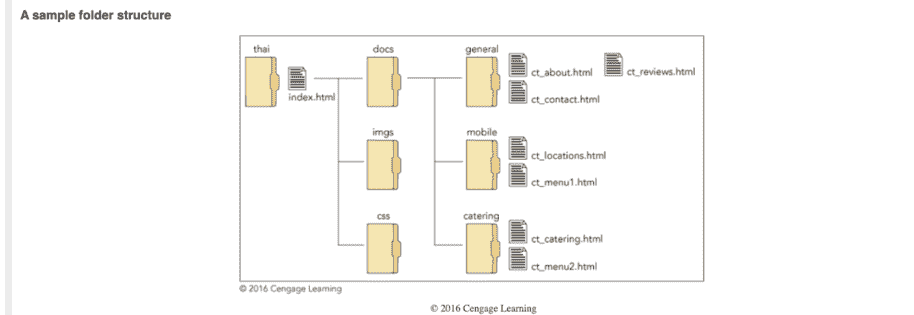 A sample folder structure
thai
docs
general
index.html
ct_about.html
ct_reviews.html
ct_contact.html
imgs
mobile
ct_locations.html
ct_menu1.html
css
catering
ct_catering.html
ct_menu2.html
© 2016 Cengage Learning
© 2016 Cengage Learning